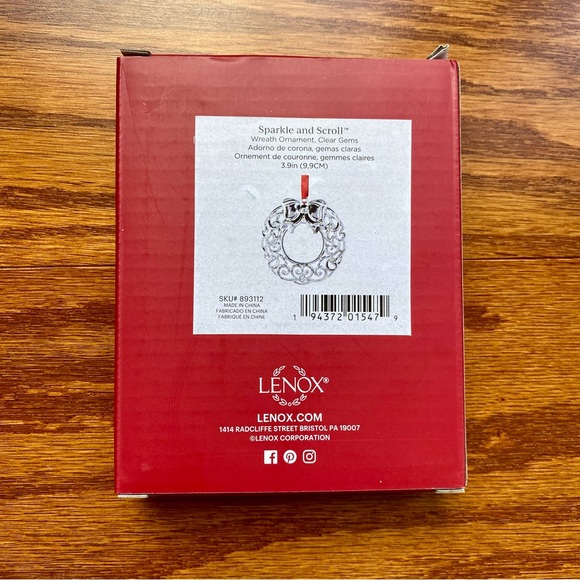 Sparkle and Scroll™
Wreath Ornament, Clear Gems
Adorno de corona, gemas claras
Ornement de couronne, gemmes claires
3.9in (9,9CM)
SKU# 893112
MADE IN CHINA
FABRICADO EN CHINA
FABRIQUÉ EN CHINE
1 94372 01547 9
LENOX®
LENOX.COM
1414 RADCLIFFE STREET BRISTOL PA 19007
©LENOX CORPORATION